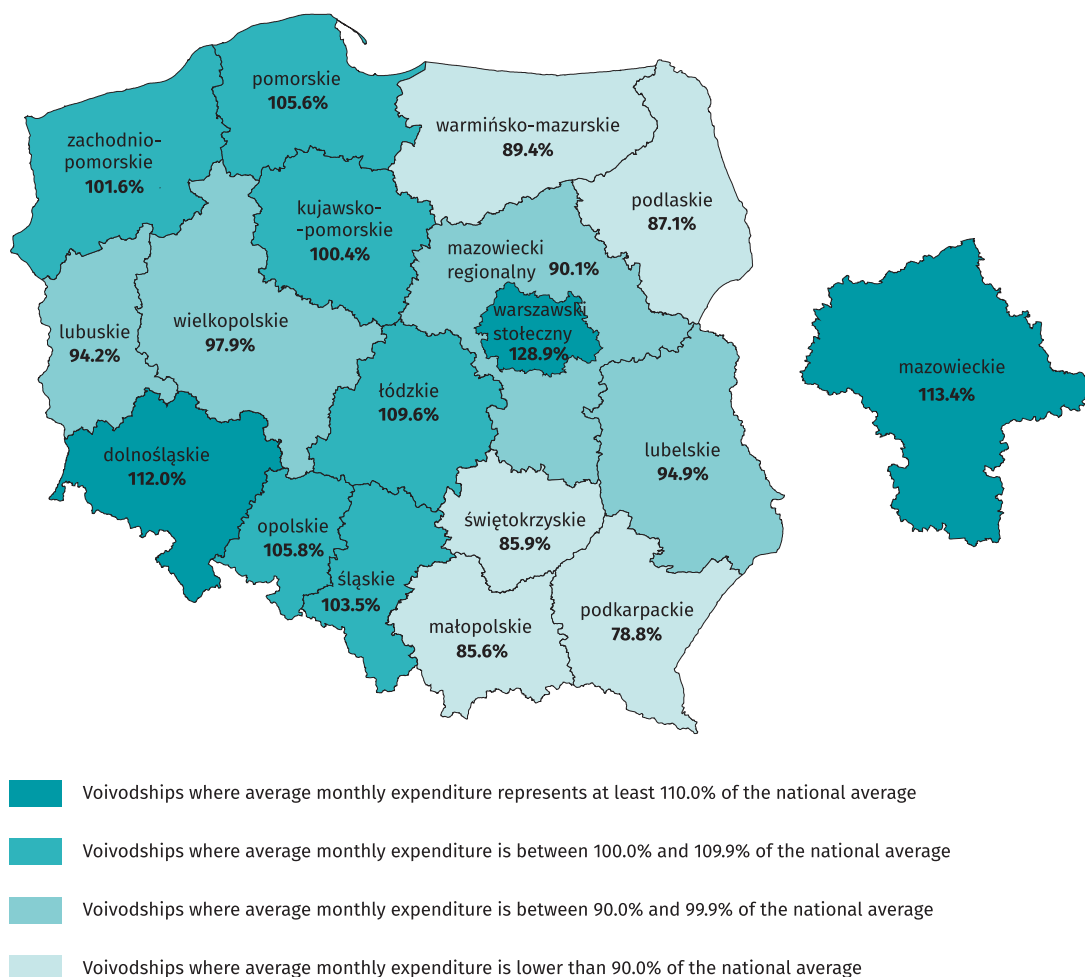 pomorskie
105.6%
warmińsko-mazurskie
89.4%
zachodnio-
pomorskie
101.6%
podlaskie
87.1%
kujawsko-
-pomorskie
100.4%
mazowiecki
regionalny 90.1%
warszawski
stołeczny
128.9%
lubuskie
94.2%
wielkopolskie
97.9%
mazowieckie
113.4%
łódzkie
109.6%
dolnośląskie
112.0%
lubelskie
94.9%
opolskie
105.8%
świętokrzyskie
85.9%
śląskie
103.5%
małopolskie
85.6%
podkarpackie
78.8%
Voivodships where average monthly expenditure represents at least 110.0% of the national average
Voivodships where average monthly expenditure is between 100.0% and 109.9% of the national average
Voivodships where average monthly expenditure is between 90.0% and 99.9% of the national average
Voivodships where average monthly expenditure is lower than 90.0% of the national average